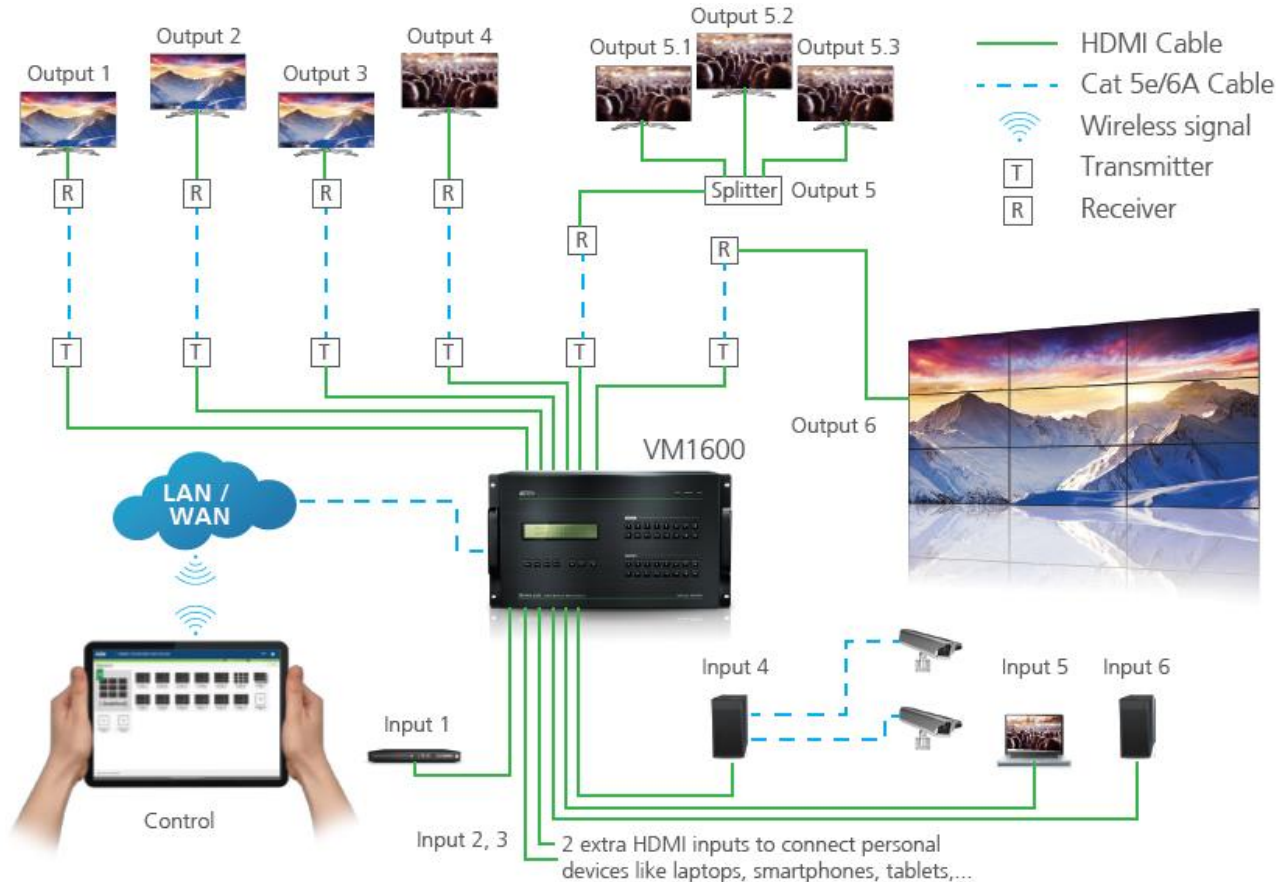 Output 1
Output 2
Output 3
Output 4
Output 5.1
Output 5.2
Output 5.3
HDMI Cable
Cat 5e/6A Cable
Wireless signal
T
Transmitter
R
Receiver
R
R
R
R
Splitter
Output 5
R
R
T
T
T
T
T
T
Output 6
VM1600
LAN /
WAN
Input 4
Input 5
Input 6
Input 1
Control
Input 2, 3
2 extra HDMI inputs to connect personal
devices like laptops, smartphones, tablets,...